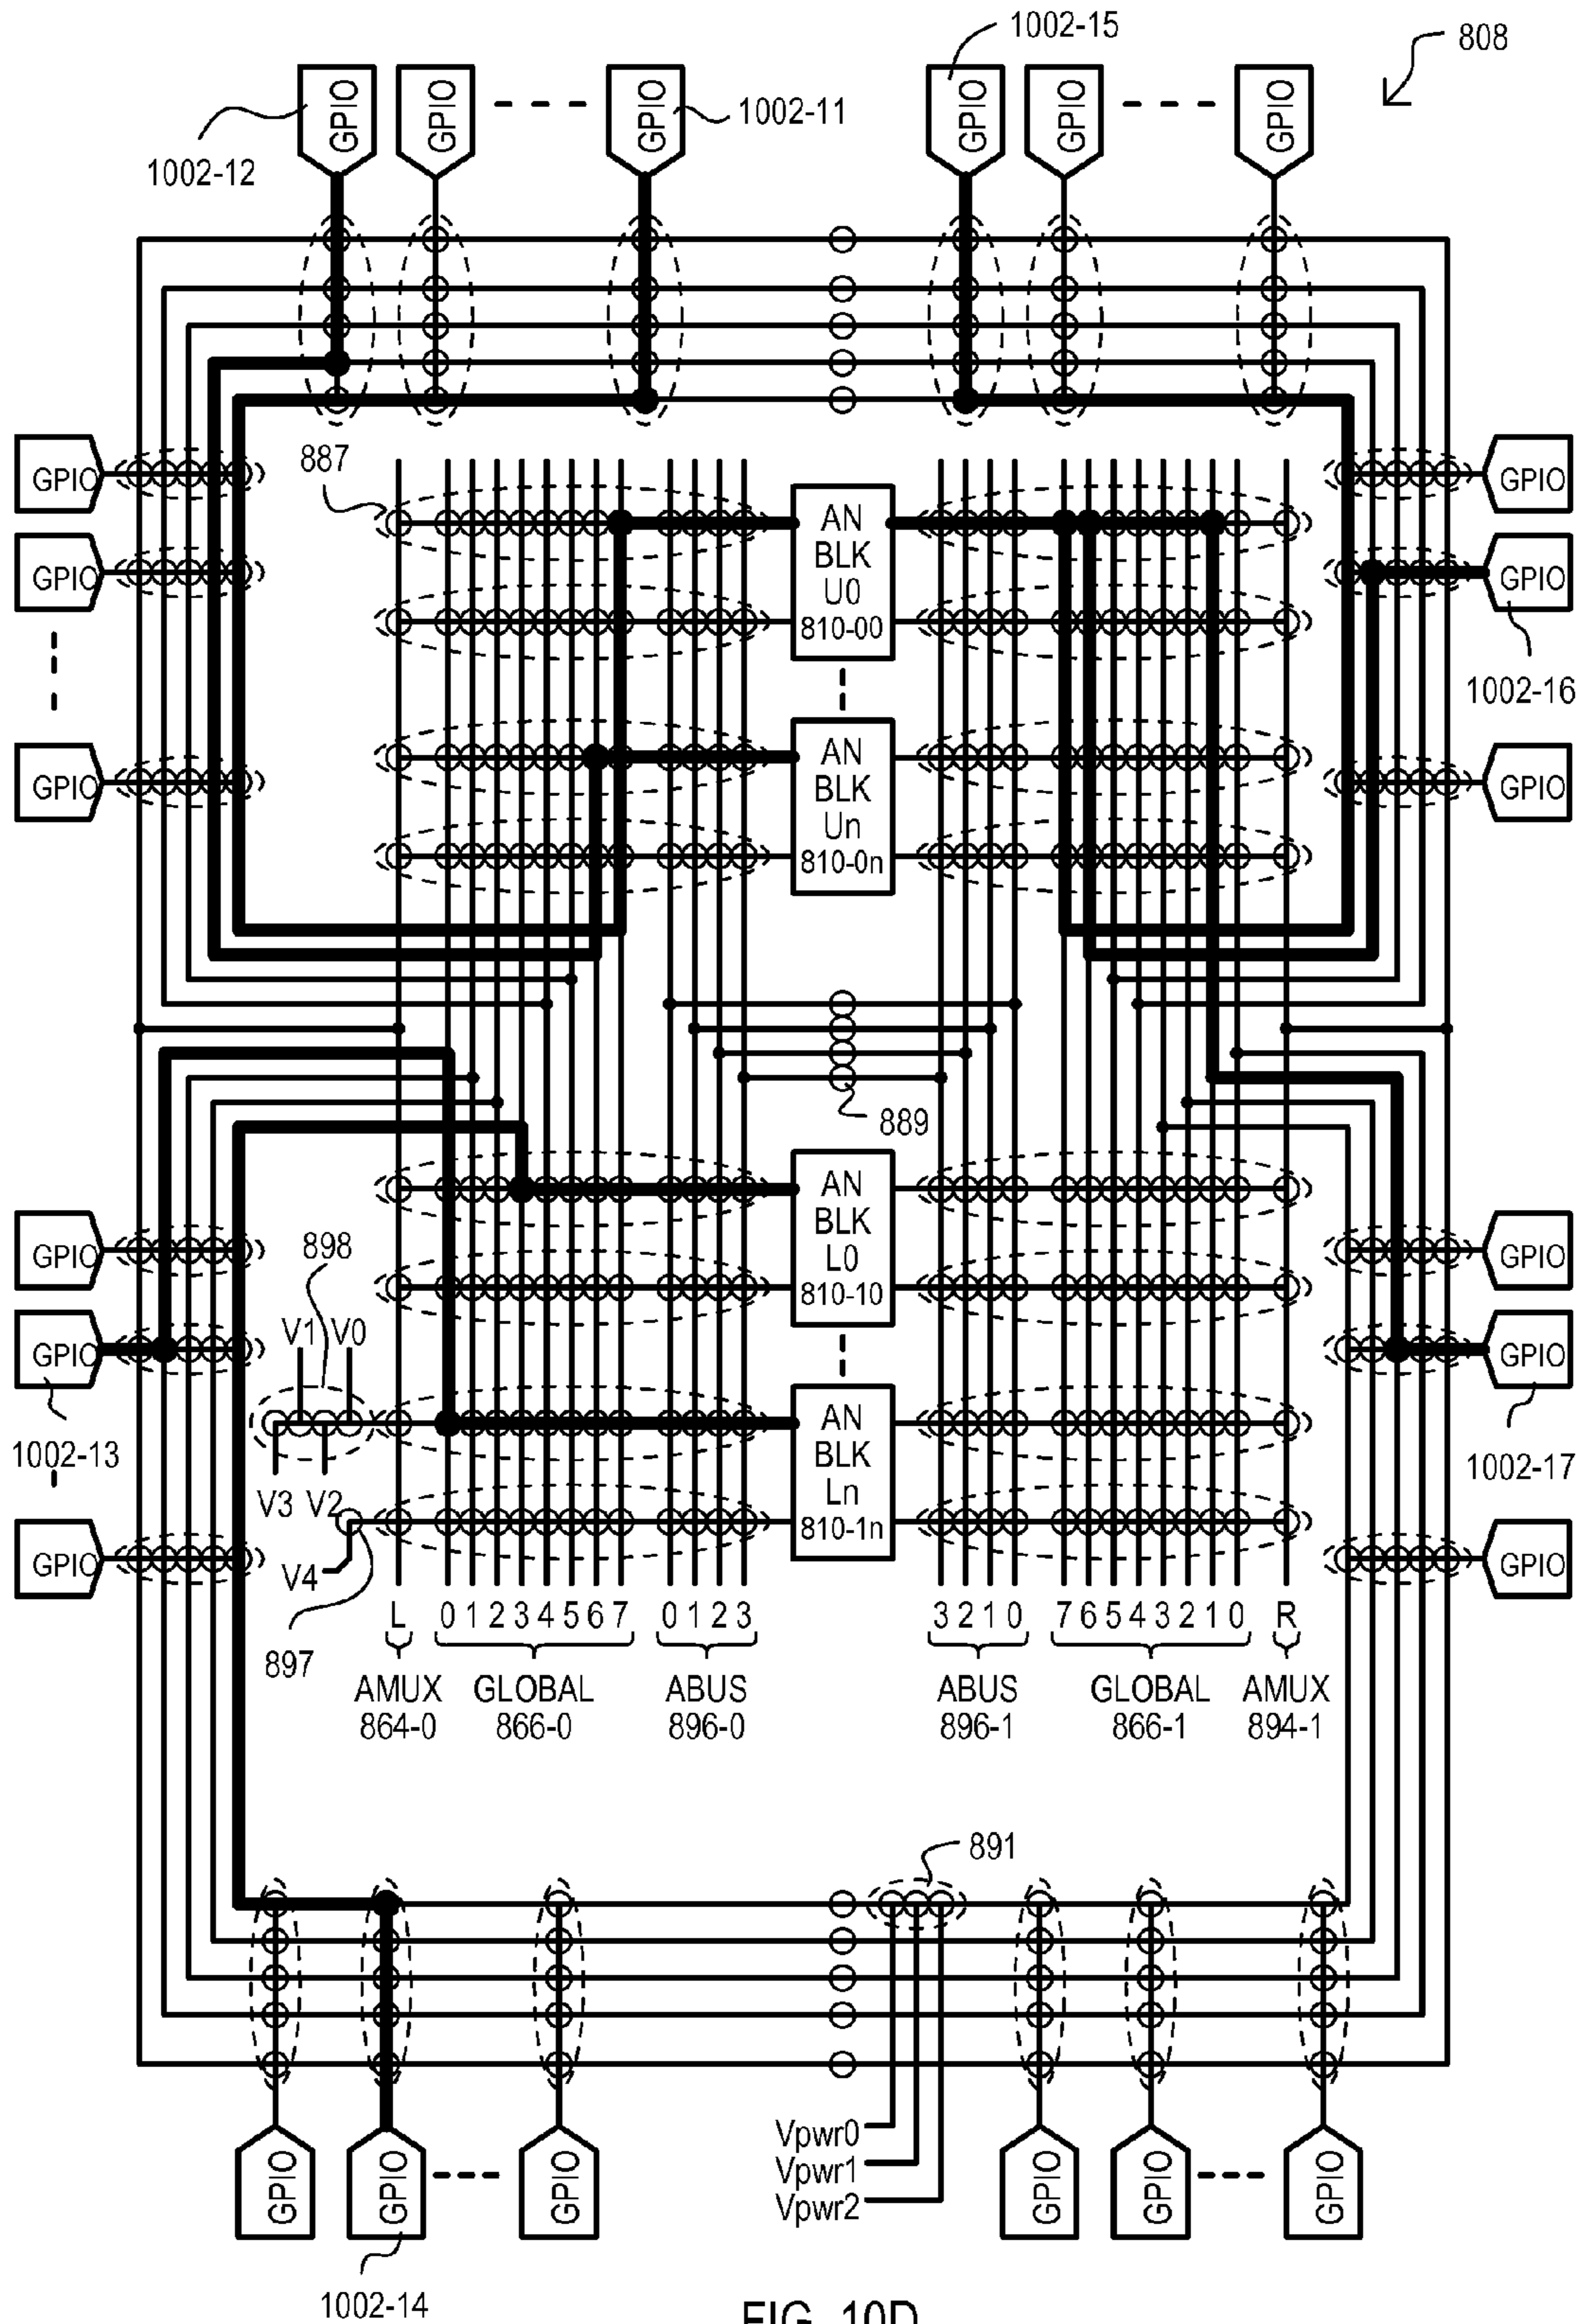 1002-15
808
GPIO
GPIO
GPIO
1002-11
GPIO
GPIO
GPIO
1002-12
887
GPIO
GPIO
AN
BLK
U0
810-00
GPIO
GPIO
1002-16
AN
BLK
Un
810-0n
GPIO
GPIO
889
AN
BLK
L0
810-10
GPIO
GPIO
898
V1 V0
GPIO
GPIO
1002-13
1002-17
AN
BLK
Ln
810-1n
V3 V2
V4
GPIO
GPIO
897
L 0 1 2 3 4 5 6 7 0 1 2 3 3 2 1 0 7 6 5 4 3 2 1 0 R
AMUX GLOBAL ABUS ABUS GLOBAL AMUX
864-0 866-0 896-0 896-1 866-1 894-1
891
Vpwr0
Vpwr1
Vpwr2
GPIO
GPIO
GPIO
GPIO
GPIO
GPIO
1002-14
FIG. 10D